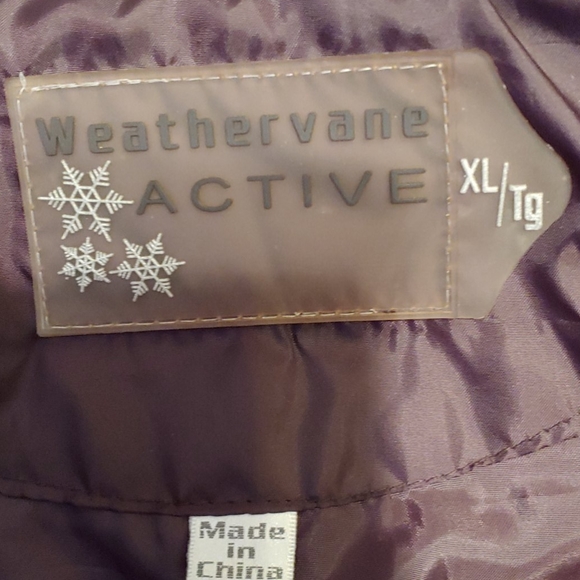 Weathervane
ACTIVE
XL/Tg
Made
in
China